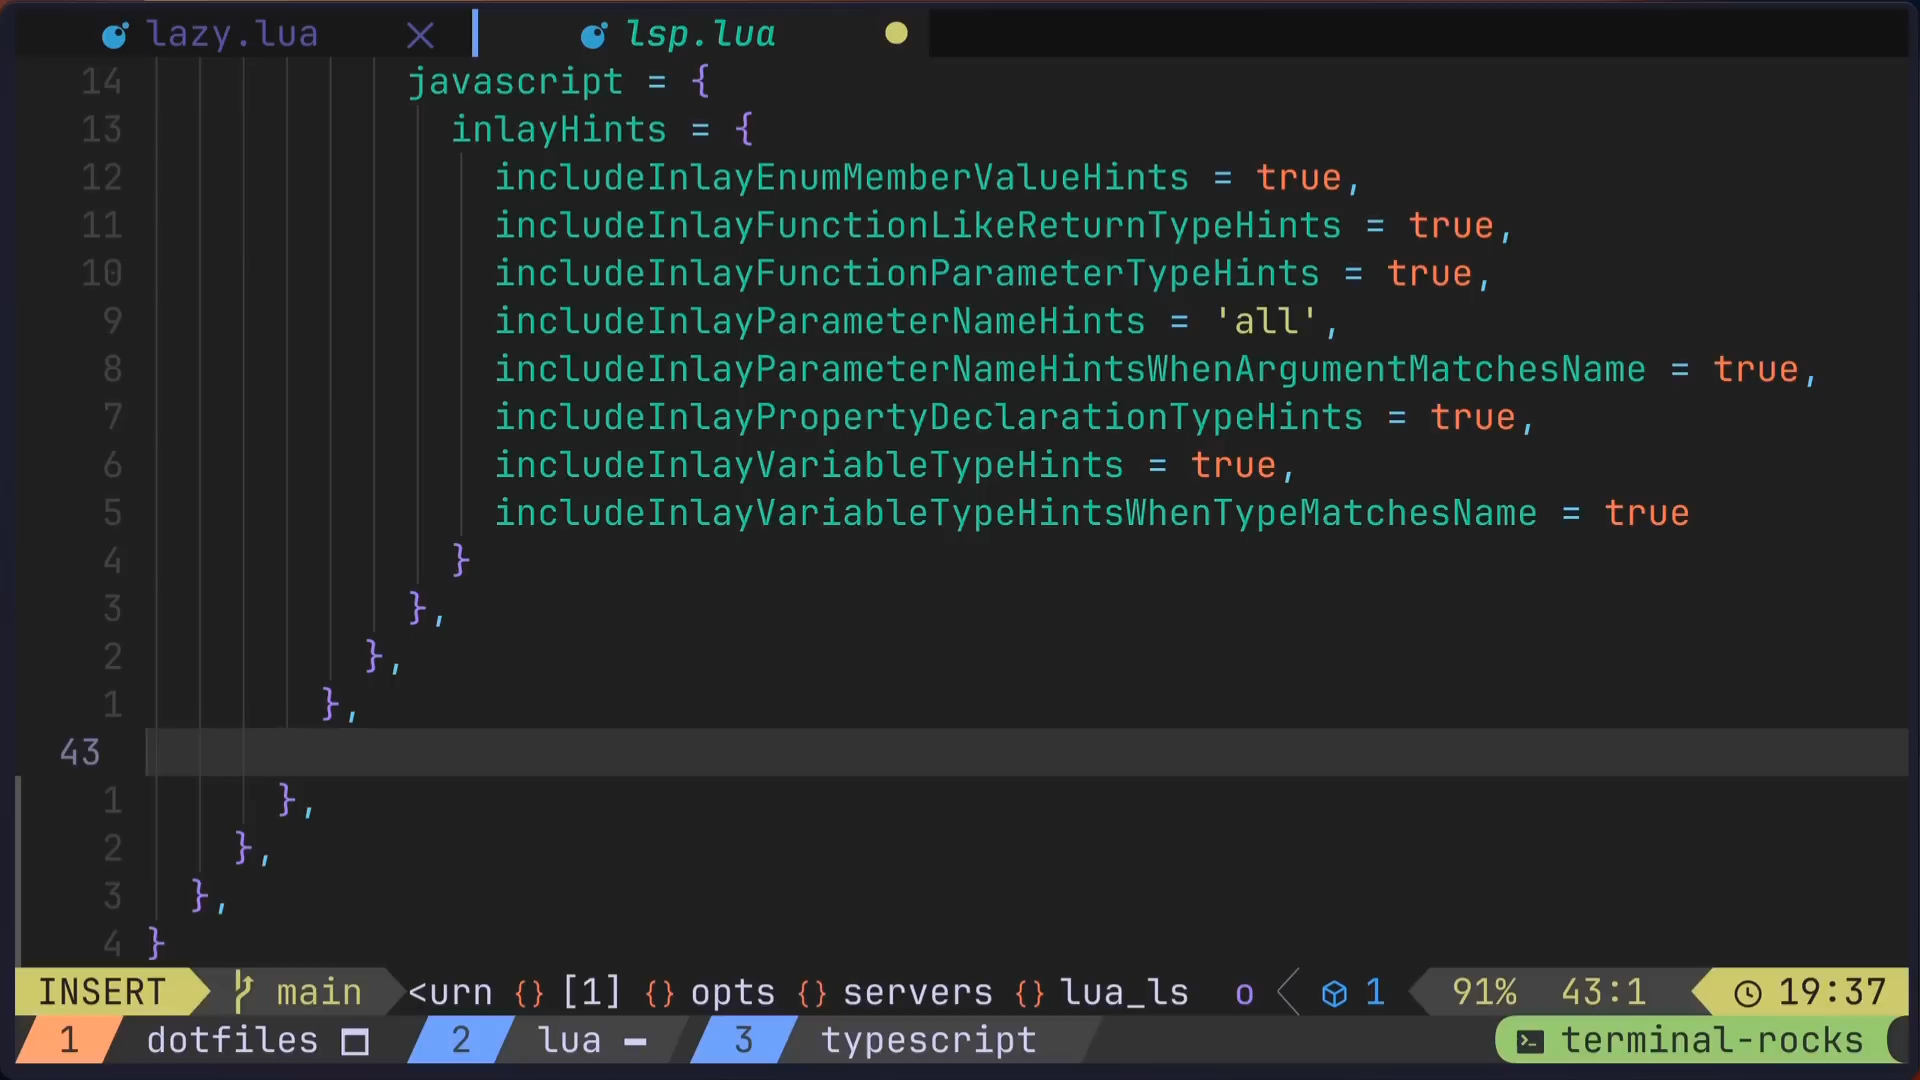 lazy.lua lsp.lua
14 javascript = {
13 inlayHints = {
12 includeInlayEnumMemberValueHints = true,
11 includeInlayFunctionLikeReturnTypeHints = true,
10 includeInlayFunctionParameterTypeHints = true,
9 includeInlayParameterNameHints = 'all',
8 includeInlayParameterNameHintsWhenArgumentMatchesName = true,
7 includeInlayPropertyDeclarationTypeHints = true,
6 includeInlayVariableTypeHints = true,
5 includeInlayVariableTypeHintsWhenTypeMatchesName = true
4 }
3 },
2 },
1 },
43
1 },
2 },
3 },
4 }
INSERT main <urn {} [1] {} opts {} servers {} lua_ls o 1 91% 43:1 19:37
1 dotfiles 2 lua 3 typescript terminal-rocks